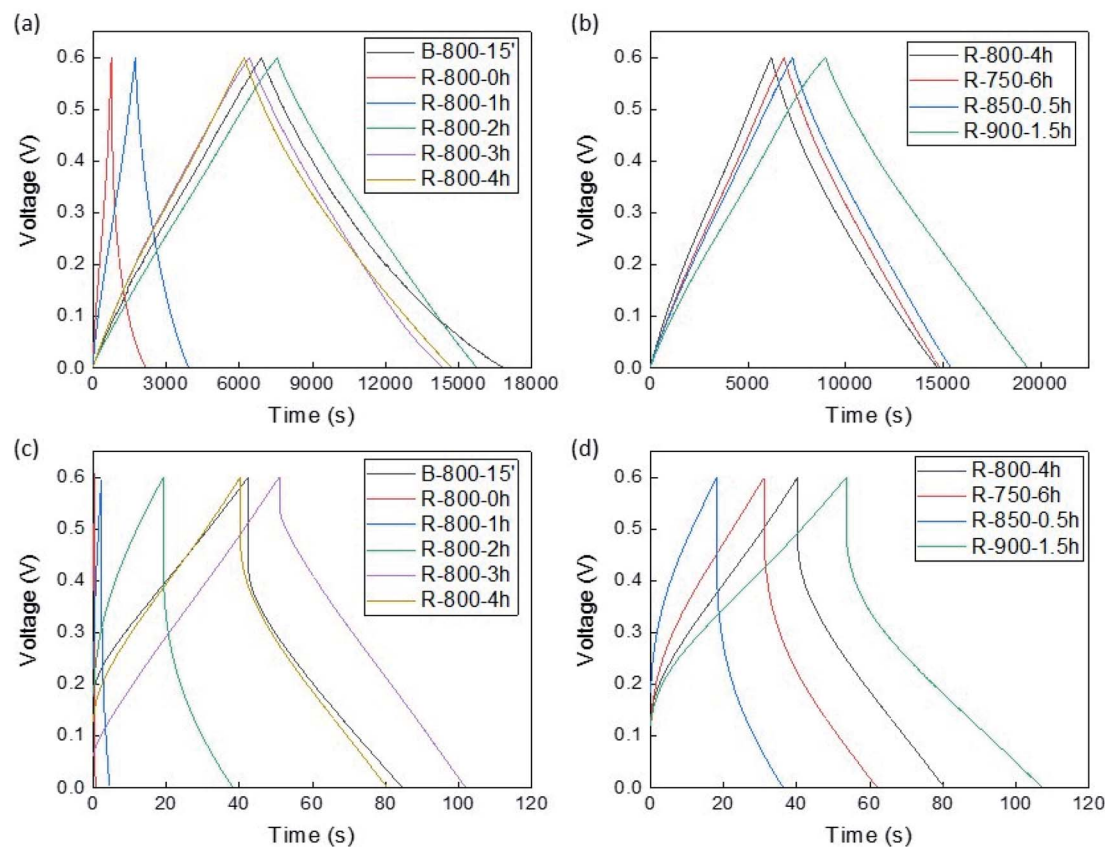 (a)
Voltage (V)
0.6
0.5
0.4
0.3
0.2
0.1
0.0
B-800-15'
R-800-0h
R-800-1h
R-800-2h
R-800-3h
R-800-4h
0 3000 6000 9000 12000 15000 18000
Time (s)
(b)
Voltage (V)
0.6
0.5
0.4
0.3
0.2
0.1
0.0
R-800-4h
R-750-6h
R-850-0.5h
R-900-1.5h
0 5000 10000 15000 20000
Time (s)
(c)
Voltage (V)
0.6
0.5
0.4
0.3
0.2
0.1
0.0
B-800-15'
R-800-0h
R-800-1h
R-800-2h
R-800-3h
R-800-4h
0 20 40 60 80 100 120
Time (s)
(d)
Voltage (V)
0.6
0.5
0.4
0.3
0.2
0.1
0.0
R-800-4h
R-750-6h
R-850-0.5h
R-900-1.5h
0 20 40 60 80 100 120
Time (s)